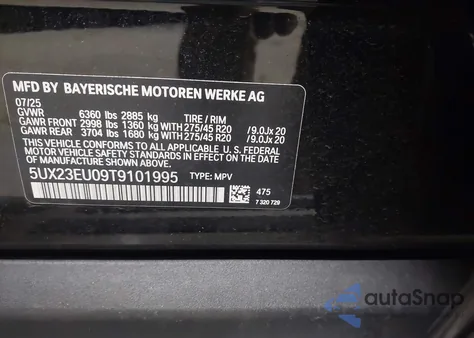 MFD BY BAYERISCHE MOTOREN WERKE AG
07/25
GVWR 6360 lbs 2885 kg TIRE / RIM
GAWR FRONT 2998 lbs 1360 kg WITH 275/45 R20 / 9.0Jx 20
GAWR REAR 3704 lbs 1680 kg WITH 275/45 R20 / 9.0Jx 20
THIS VEHICLE CONFORMS TO ALL APPLICABLE U.S.
FEDERAL MOTOR VEHICLE SAFETY AND THEFT PREVENTION
STANDARDS IN EFFECT ON THE DATE OF MANUFACTURE SHOWN ABOVE.
5UX23EU09T9101995 TYPE: MPV
475
7 320 729
autoSnap